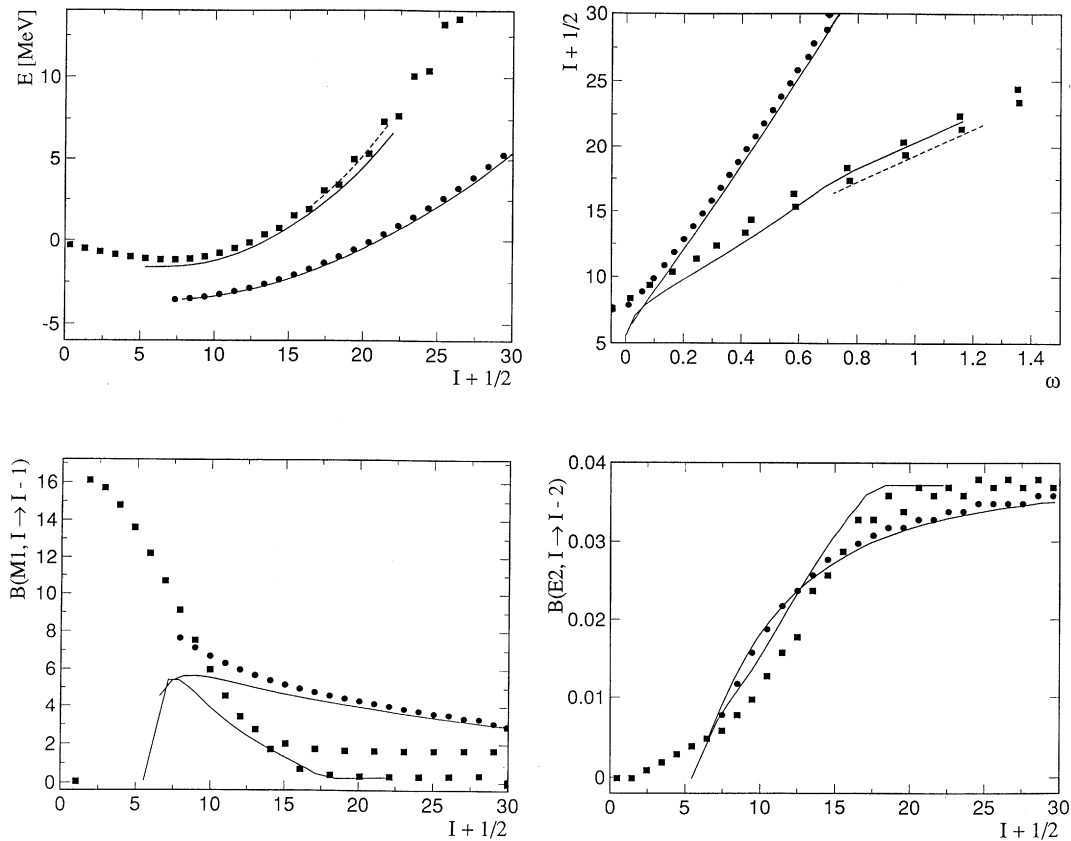 E [MeV]
10
5
0
-5
0 5 10 15 20 25 30
I + 1/2
I + 1/2
30
25
20
15
10
5
0 0.2 0.4 0.6 0.8 1 1.2 1.4
ω
B(M1, I → I - 1)
16
14
12
10
8
6
4
2
0
0 5 10 15 20 25 30
I + 1/2
B(E2, I → I - 2)
0.04
0.03
0.02
0.01
0
0 5 10 15 20 25 30
I + 1/2